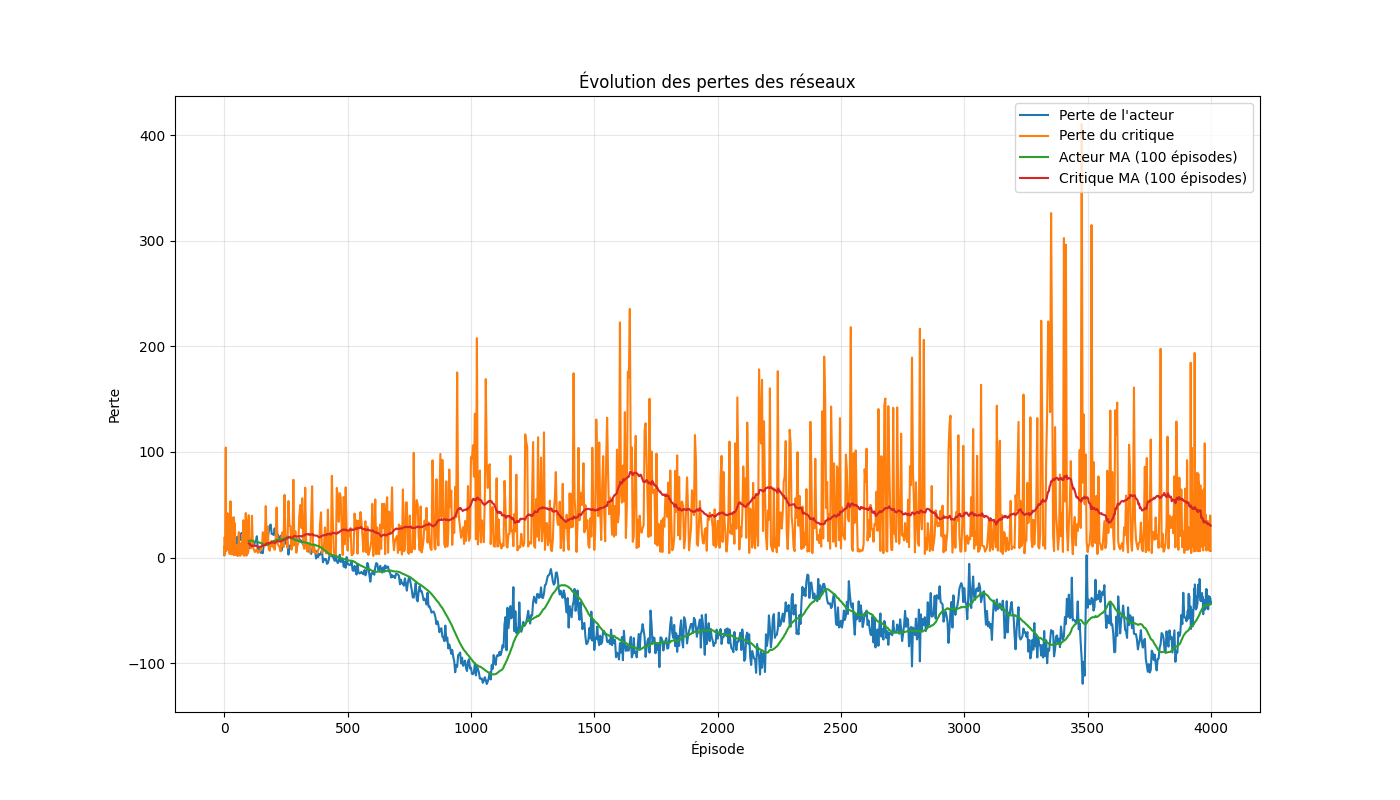 Évolution des pertes des réseaux
Perte de l'acteur
Perte du critique
Acteur MA (100 épisodes)
Critique MA (100 épisodes)
400
300
200
100
0
−100
Perte
0
500
1000
1500
2000
2500
3000
3500
4000
Épisode